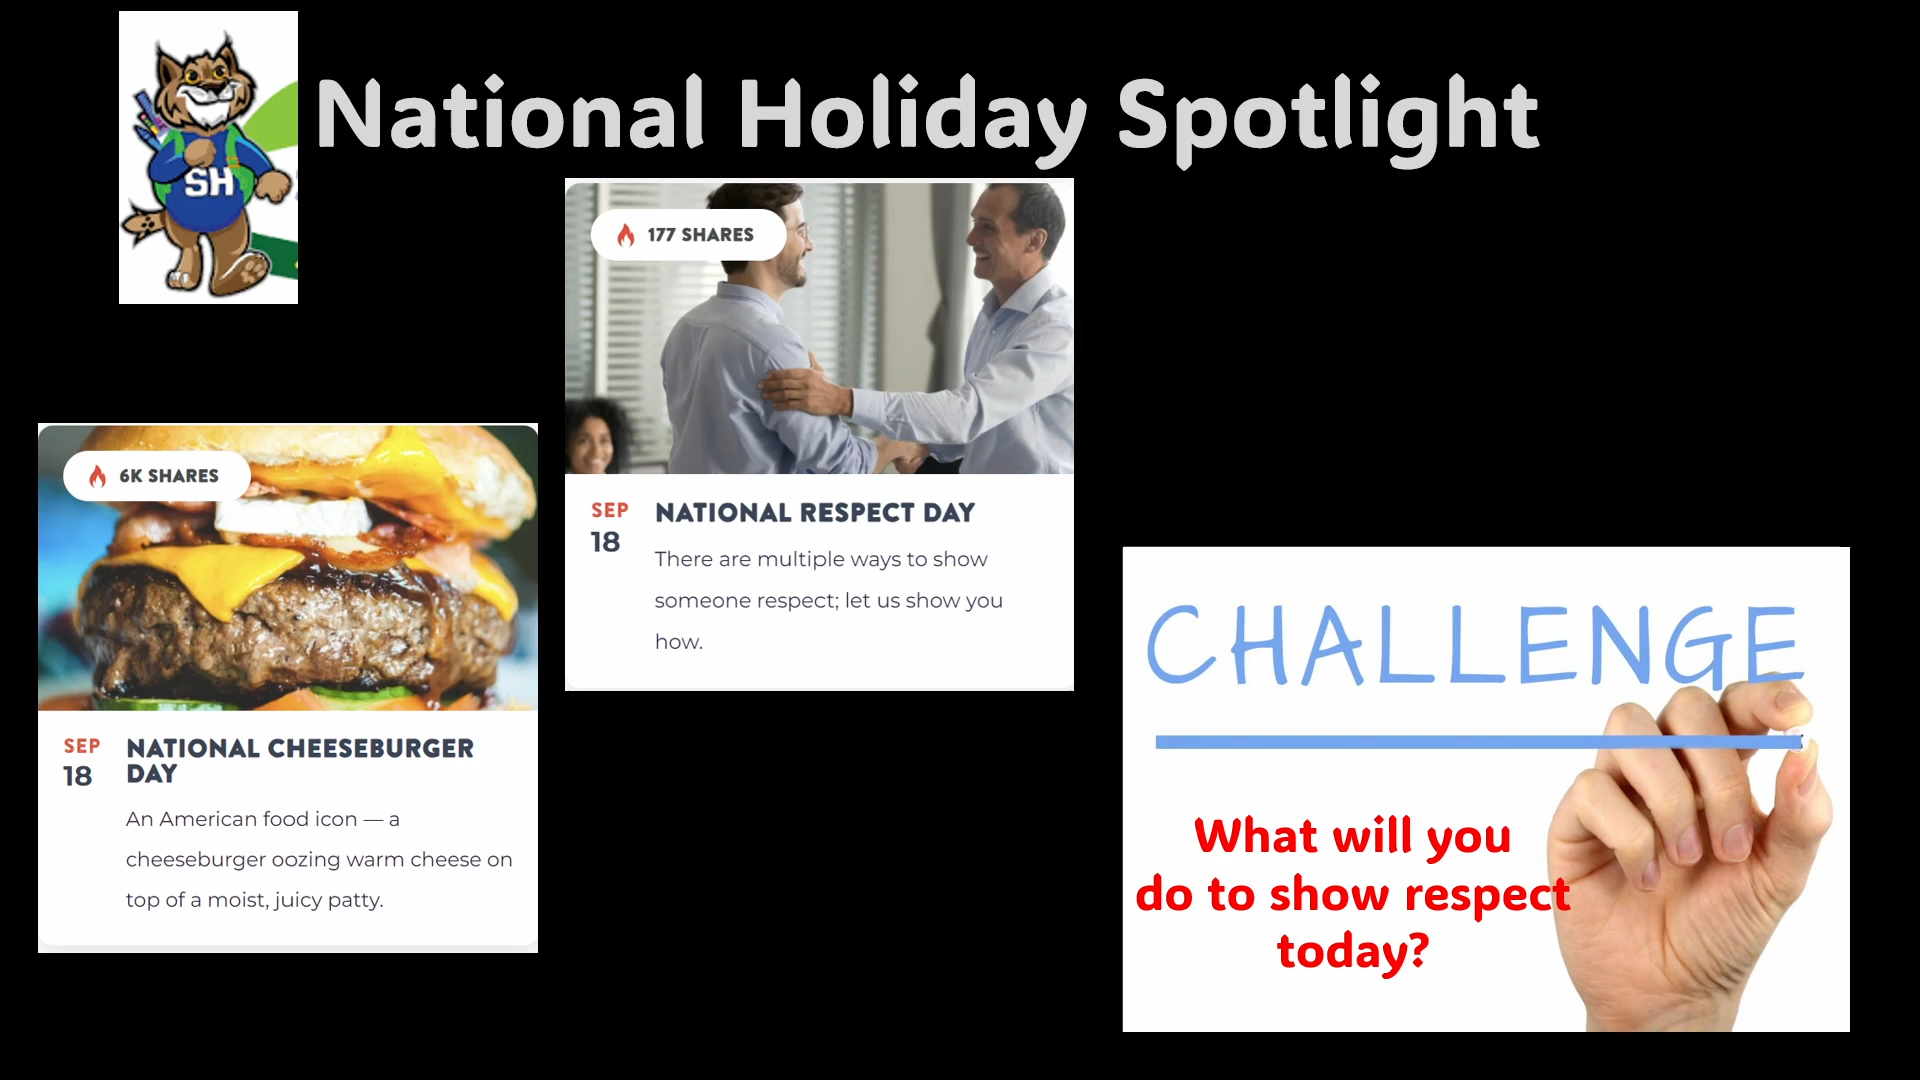 National Holiday Spotlight
SH
177 SHARES
SEP
18
NATIONAL RESPECT DAY
There are multiple ways to show
someone respect; let us show you
how.
6K SHARES
SEP
18
NATIONAL CHEESEBURGER
DAY
An American food icon — a
cheeseburger oozing warm cheese on
top of a moist, juicy patty.
CHALLENGE
What will you
do to show respect
today?